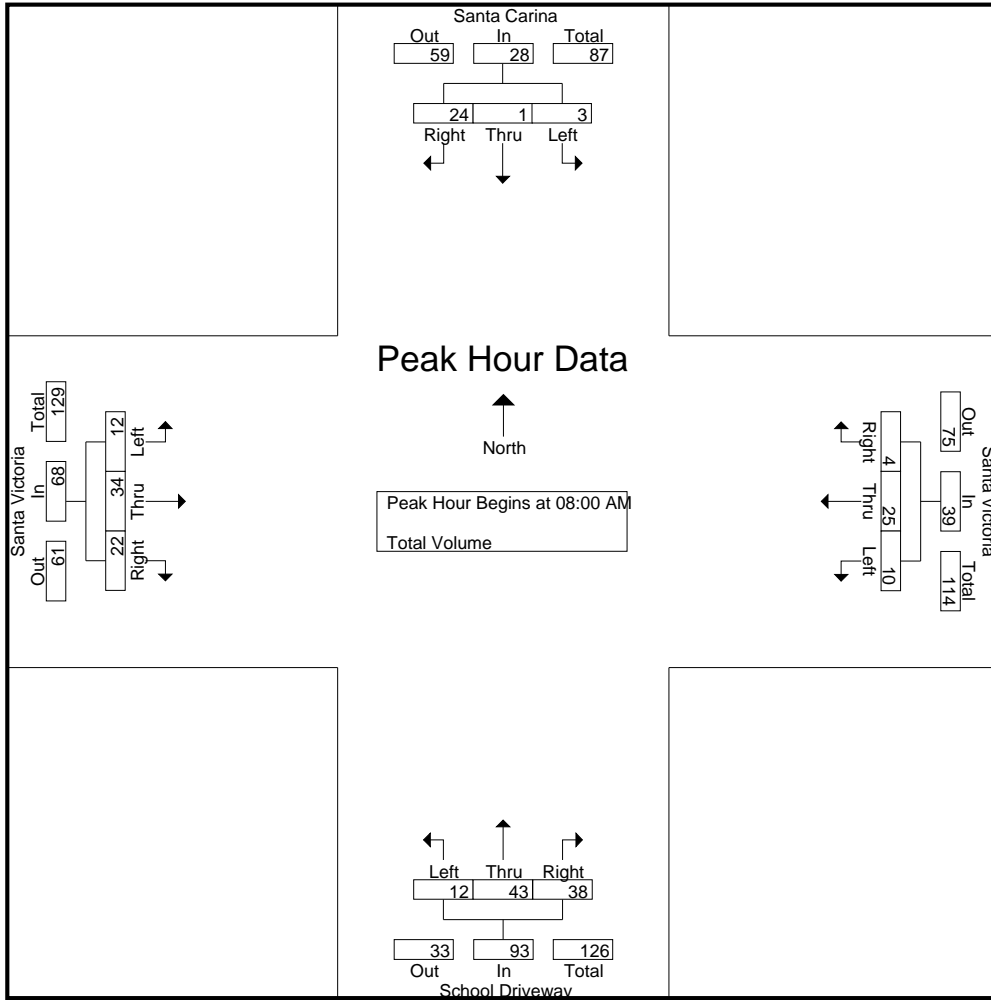 Santa Carina
Out In Total
59 28 87
24 1 3
Right Thru Left
Peak Hour Data
North
Peak Hour Begins at 08:00 AM
Total Volume
Santa Victoria
Out In Total
61 68 129
Right Thru Left
22 34 12
Santa Victoria
Out In Total
75 39 114
4 25 10
Right Thru Left
Left Thru Right
12 43 38
33 93 126
Out In Total
School Driveway